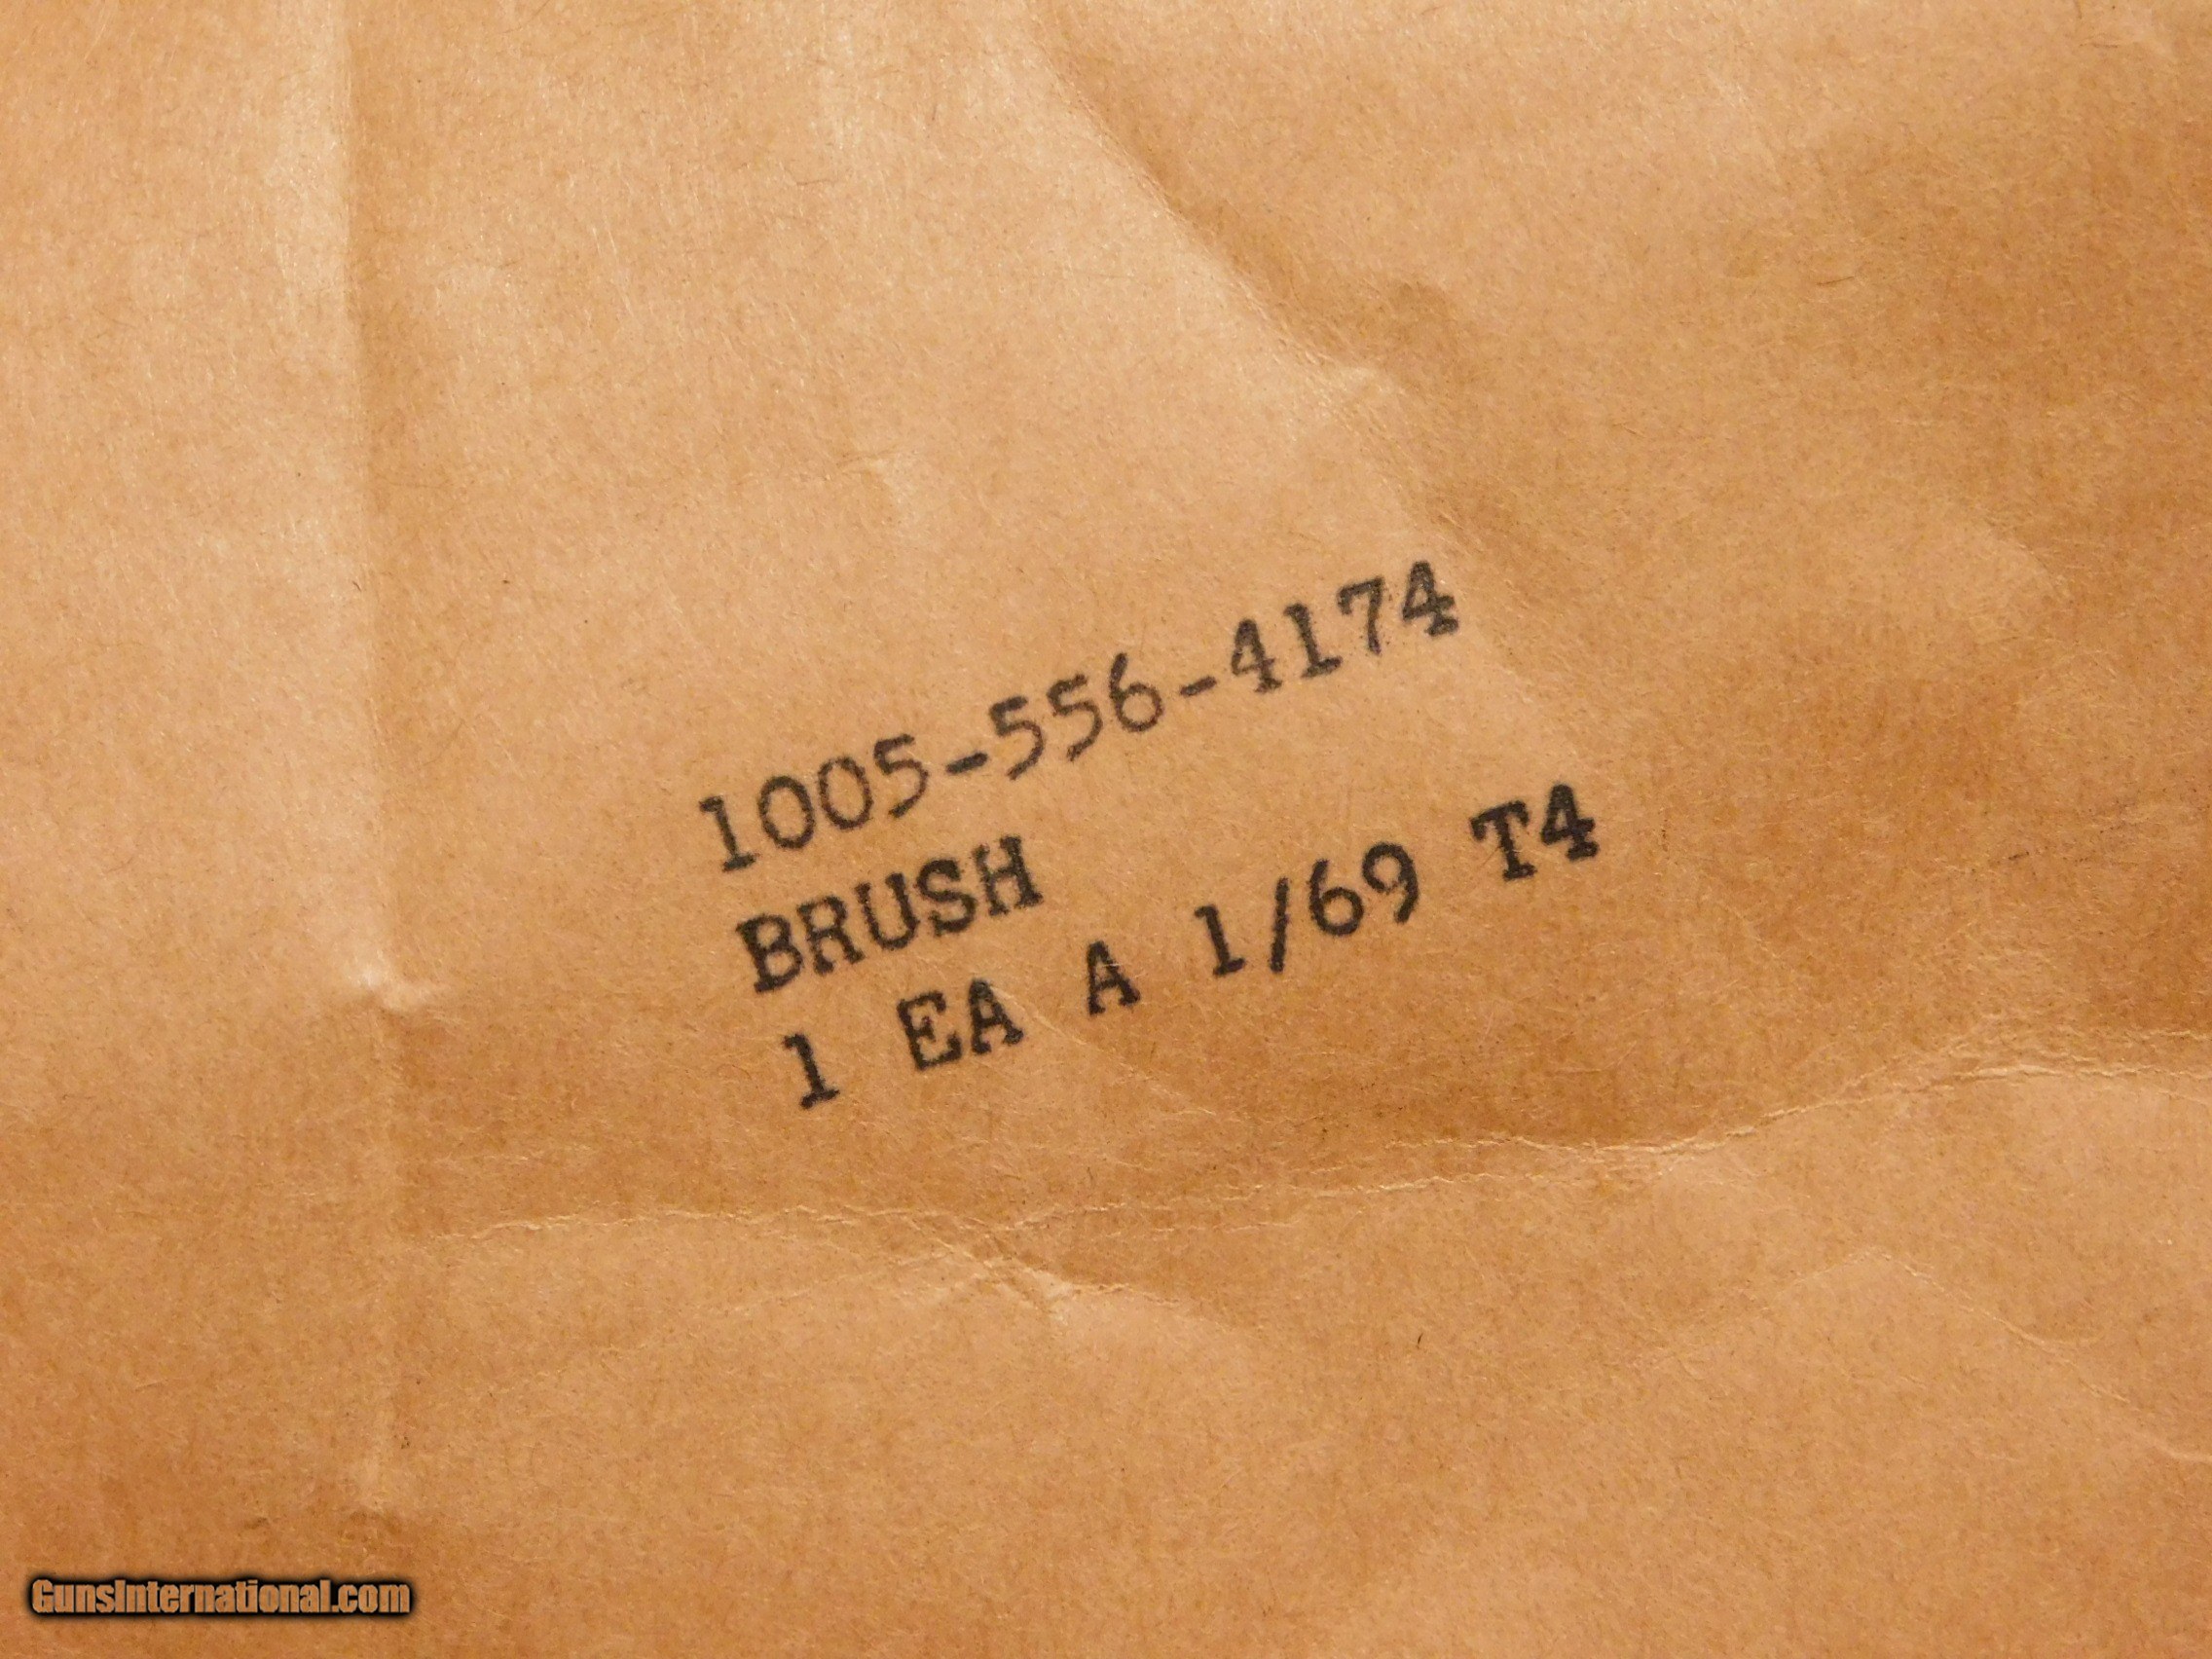 1005-556-4174
BRUSH
1 EA A 1/69 T4
GunsInternational.com